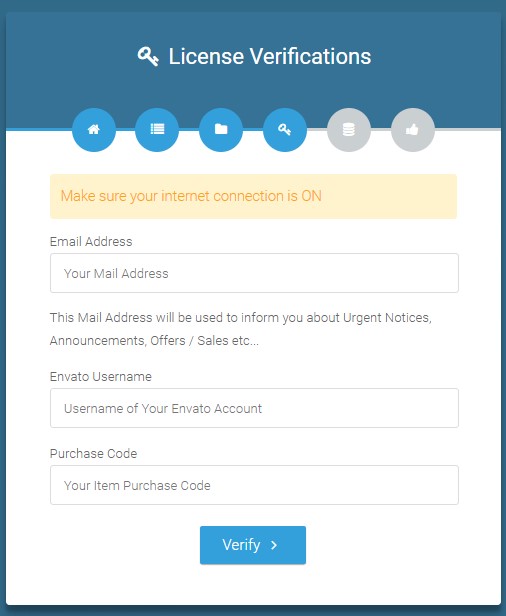 License Verifications
Make sure your internet connection is ON
Email Address
Your Mail Address
This Mail Address will be used to inform you about Urgent Notices,
Announcements, Offers / Sales etc...
Envato Username
Username of Your Envato Account
Purchase Code
Your Item Purchase Code
Verify